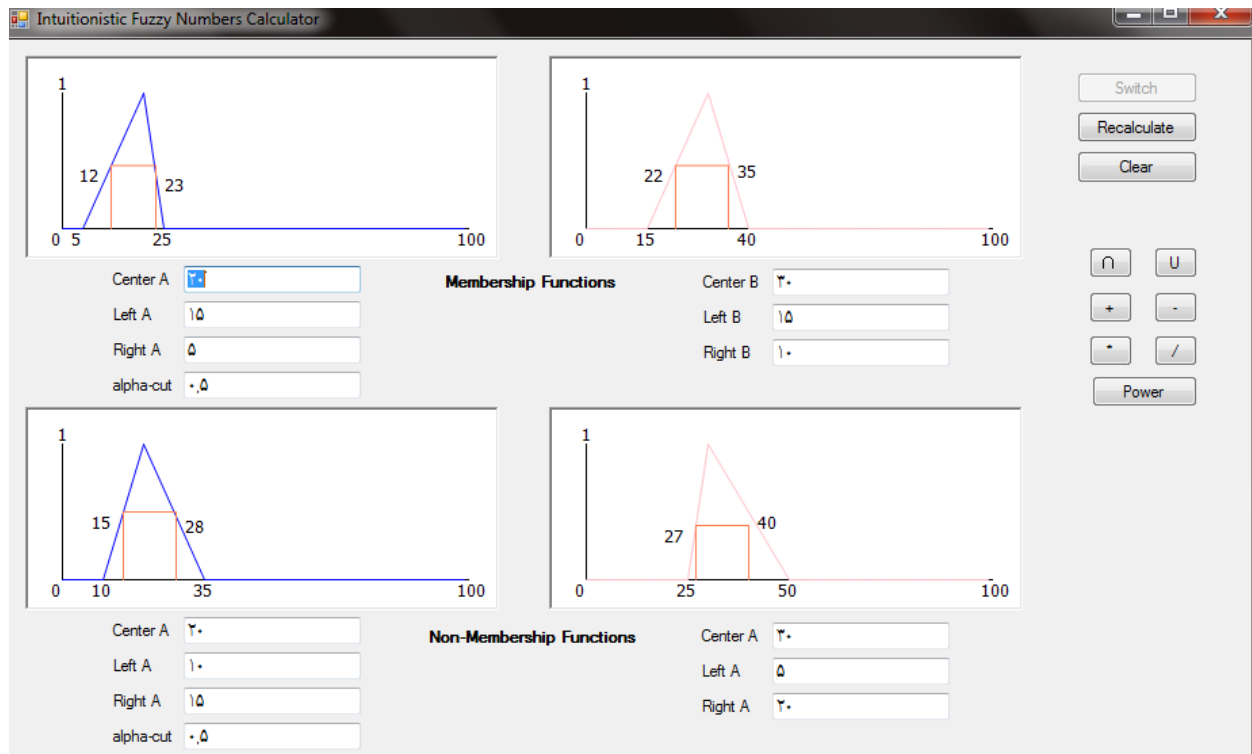 Intuitionistic Fuzzy Numbers Calculator
1 1
12 23 22 35
0 5 25 100 0 15 40 100
Switch
Recalculate
Clear
∩ U
+ -
* /
Power
Center A ۲۰ Membership Functions Center B ۳۰
Left A ۱۵ Left B ۱۵
Right A ۵ Right B ۱۰
alpha-cut ۰,۵
1 1
15 28 27 40
0 10 35 100 0 25 50 100
Center A ۲۰ Non-Membership Functions Center A ۳۰
Left A ۱۰ Left A ۵
Right A ۱۵ Right A ۲۰
alpha-cut ۰,۵